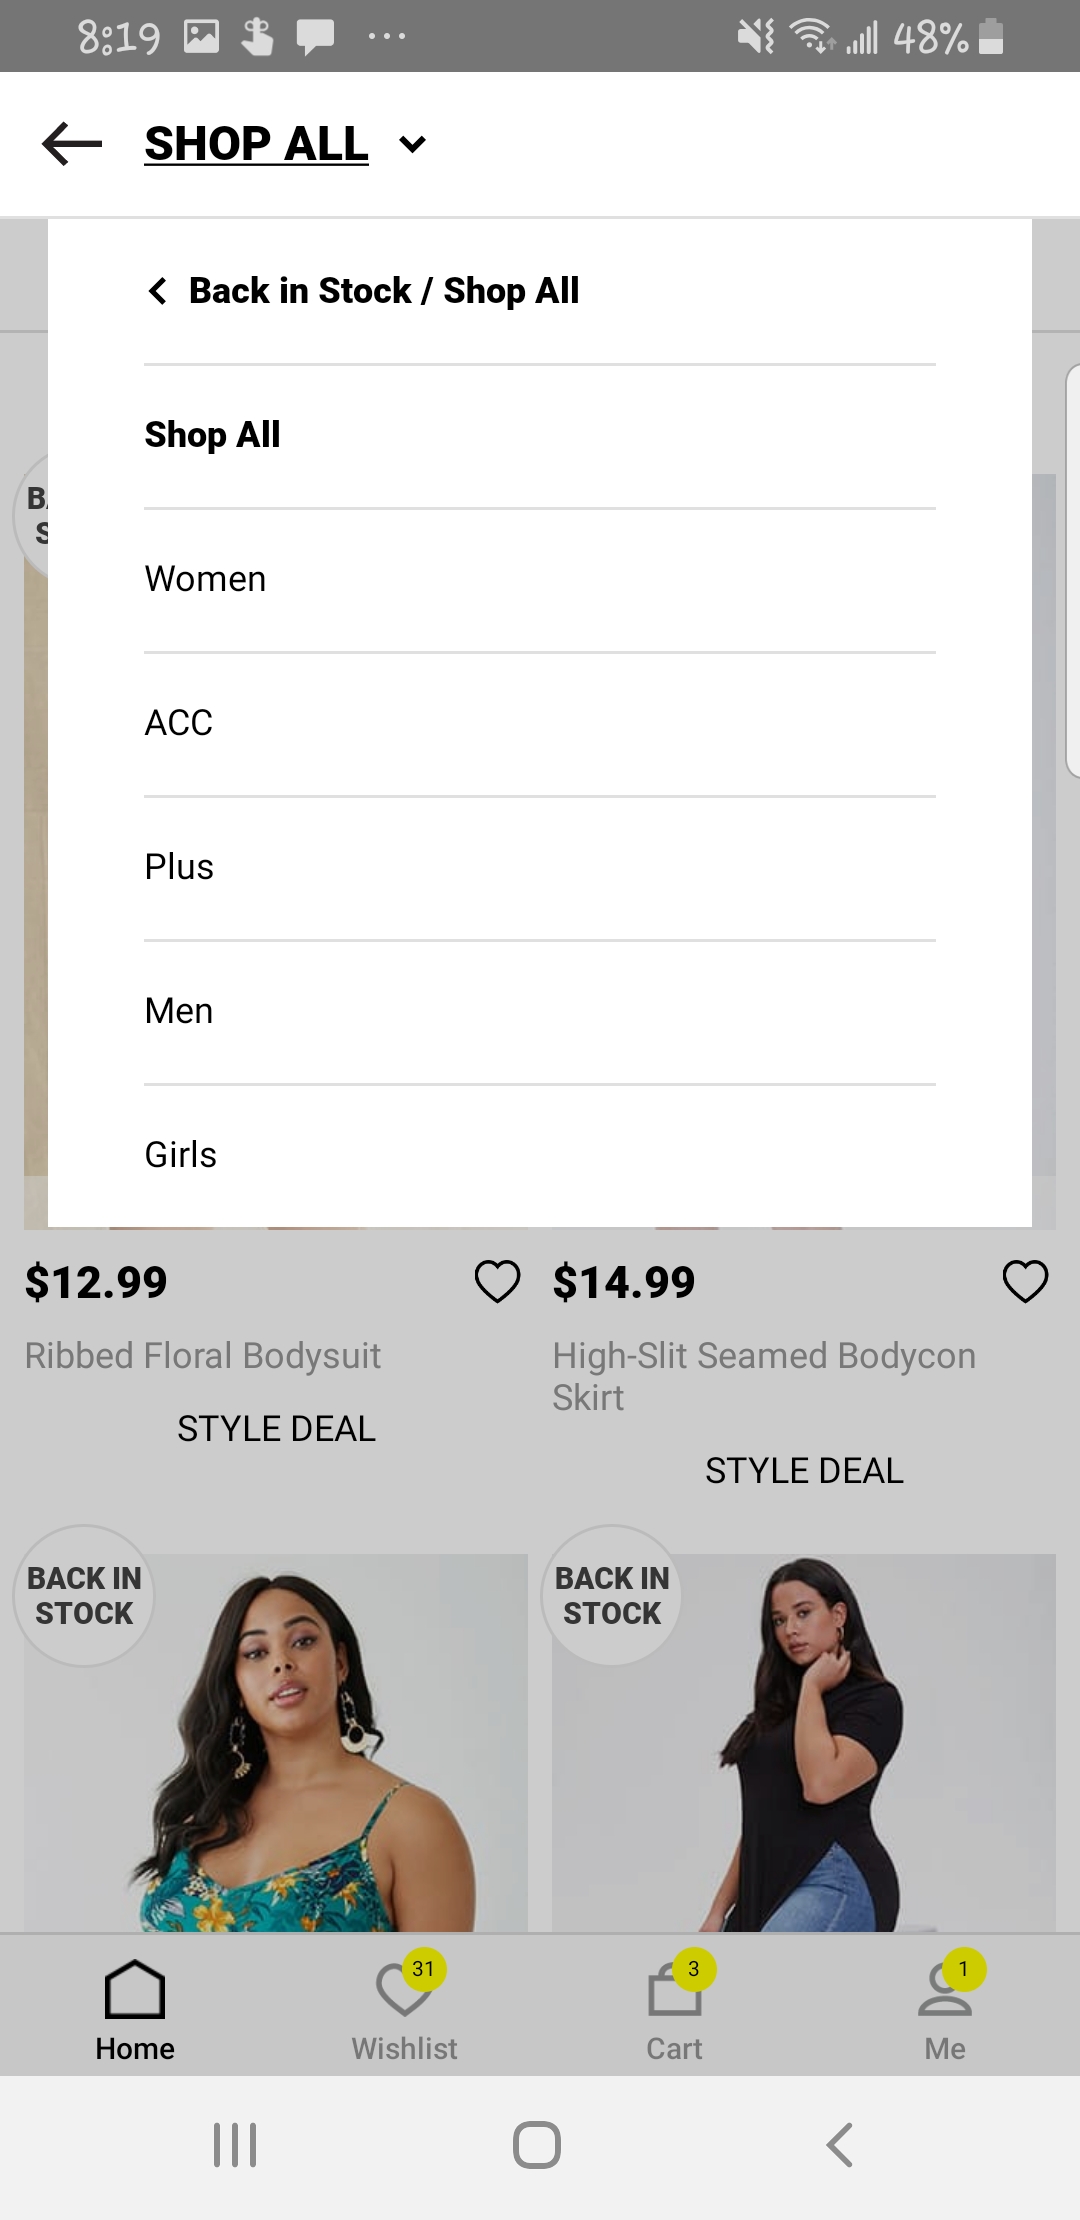 8:19
48%
SHOP ALL
Back in Stock / Shop All
Shop All
Women
ACC
Plus
Men
Girls
$12.99
$14.99
Ribbed Floral Bodysuit
High-Slit Seamed Bodycon
Skirt
STYLE DEAL
STYLE DEAL
BACK IN
STOCK
BACK IN
STOCK
31
3
1
Home
Wishlist
Cart
Me